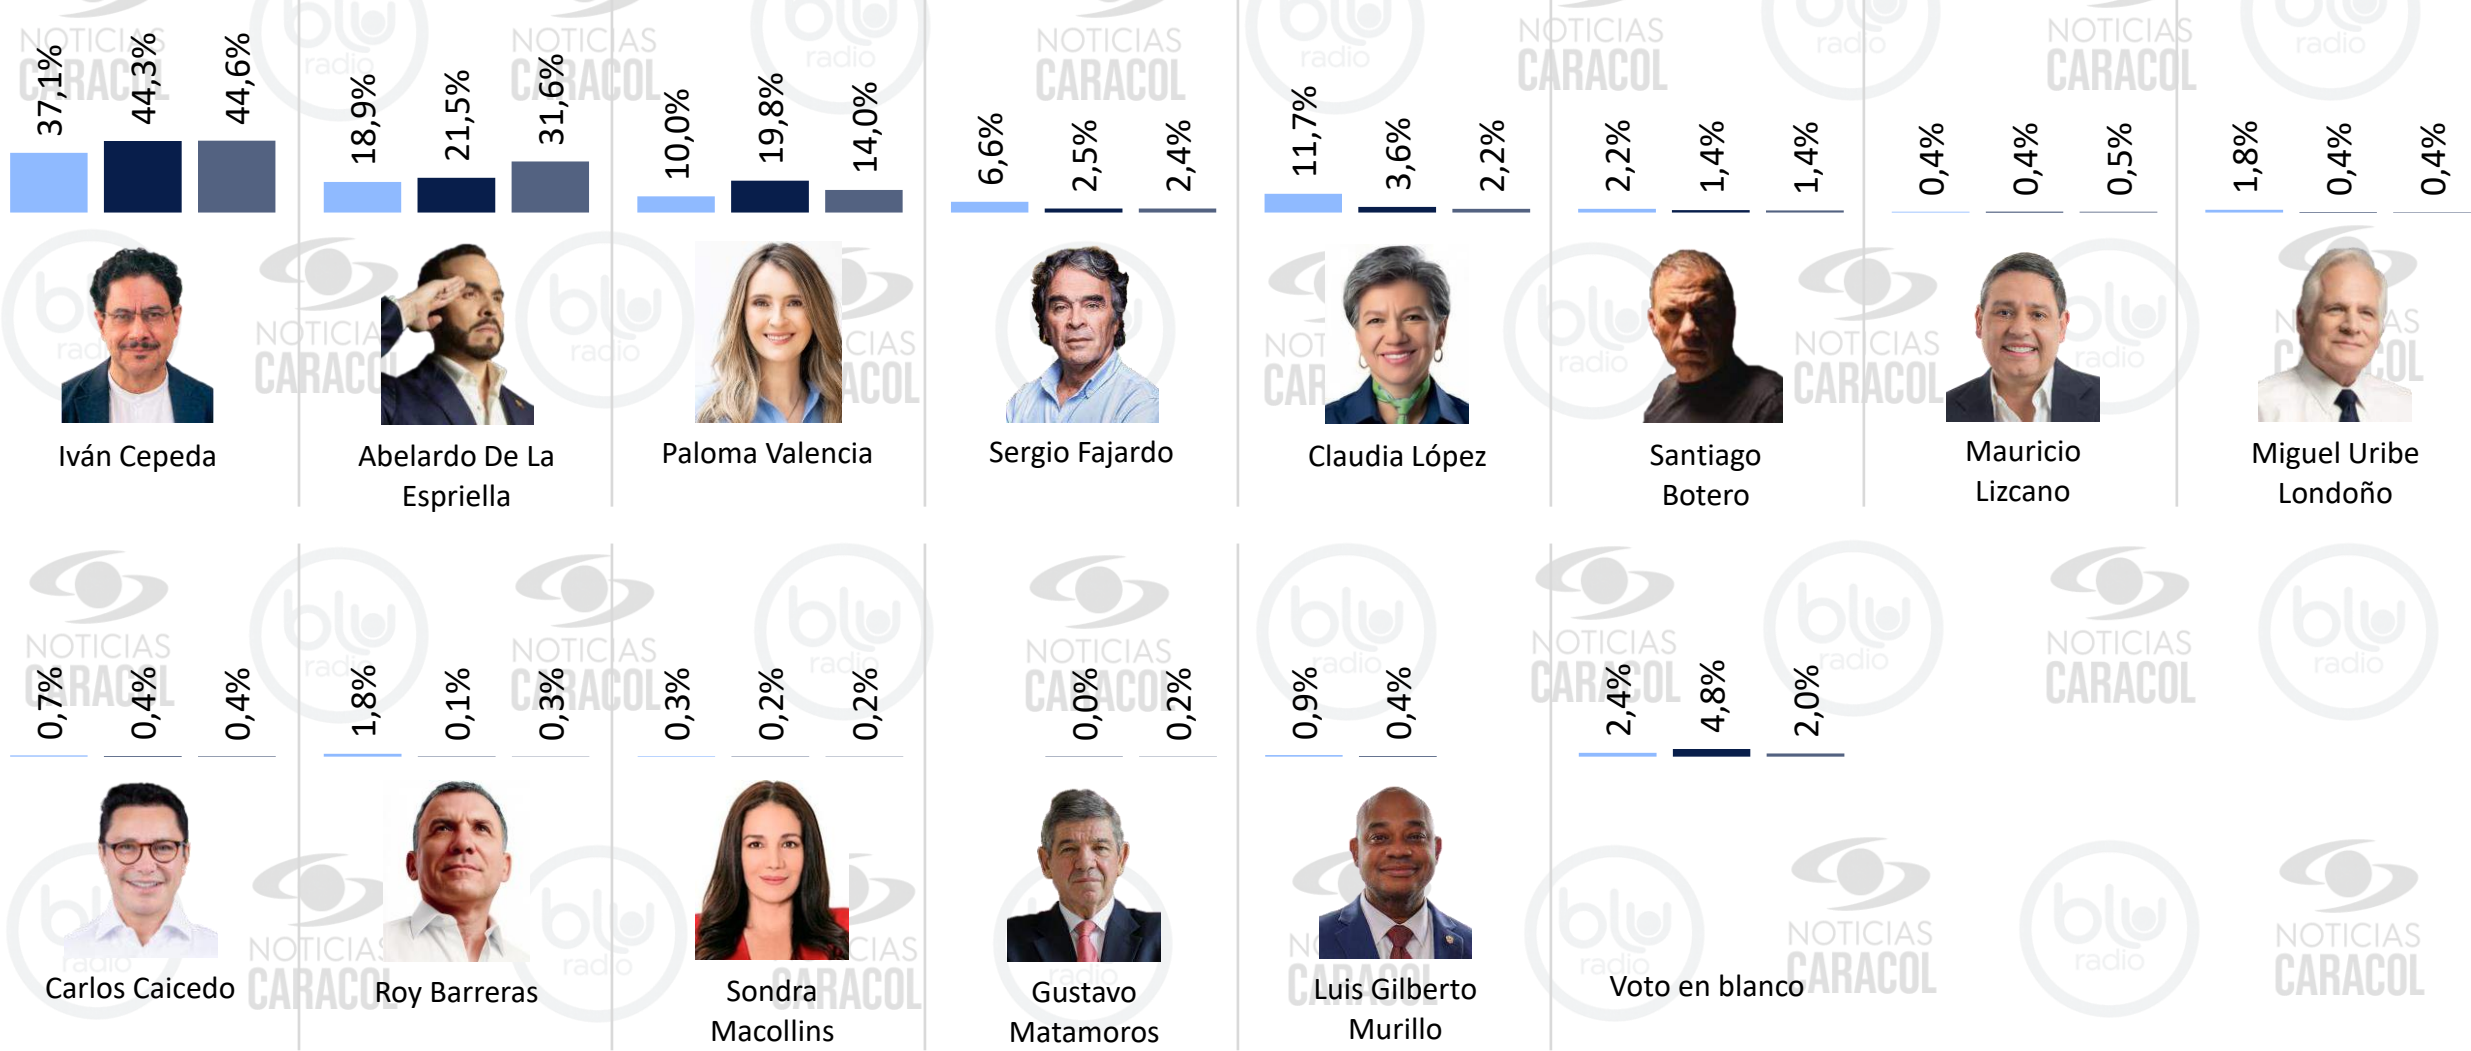 37,1% 44,3% 44,6%
18,9% 21,5% 31,6%
10,0% 19,8% 14,0%
6,6% 2,5% 2,4%
11,7% 3,6% 2,2%
2,2% 1,4% 1,4%
0,4% 0,4% 0,5%
1,8% 0,4% 0,4%
Iván Cepeda
Abelardo De La
Espriella
Paloma Valencia
Sergio Fajardo
Claudia López
Santiago
Botero
Mauricio
Lizcano
Miguel Uribe
Londoño
0,7% 0,4% 0,4%
1,8% 0,1% 0,3%
0,3% 0,2% 0,2%
0,0% 0,2%
0,9% 0,4%
2,4% 4,8% 2,0%
Carlos Caicedo
Roy Barreras
Sondra
Macollins
Gustavo
Matamoros
Luis Gilberto
Murillo
Voto en blanco
NOTICIAS
CARACOL
blu
radio